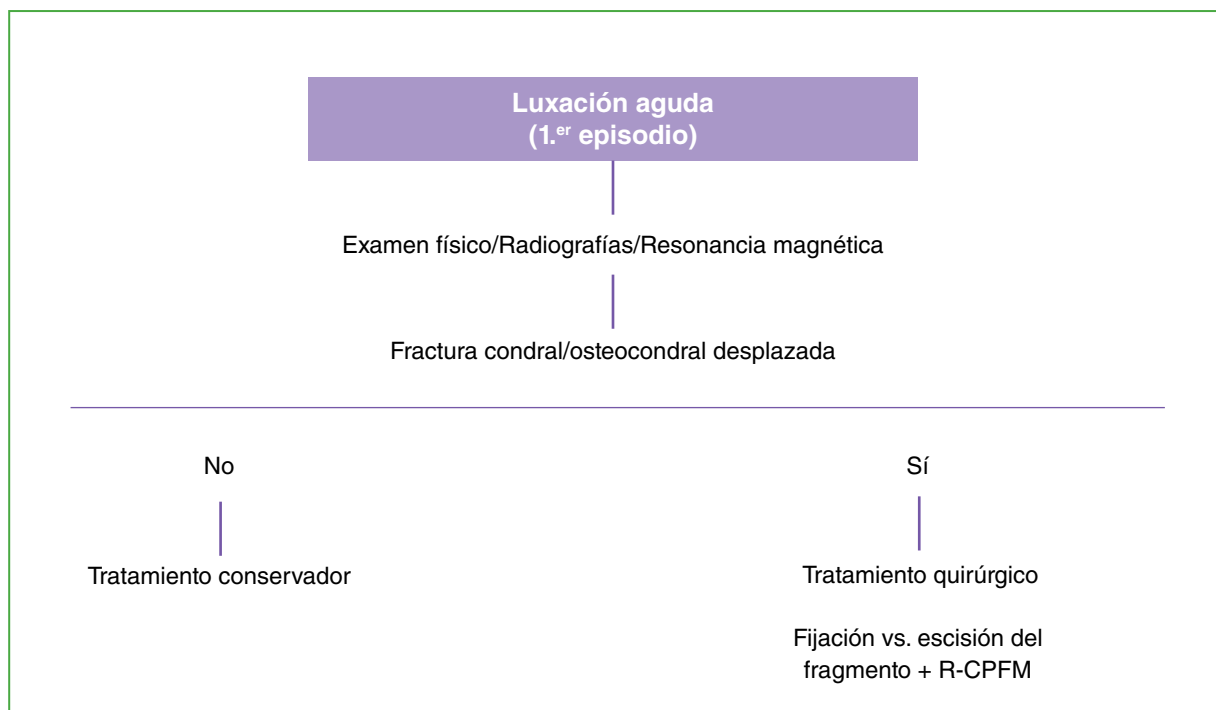 Luxación aguda
(1.er episodio)
Examen físico/Radiografías/Resonancia magnética
Fractura condral/osteocondral desplazada
No
Sí
Tratamiento conservador
Tratamiento quirúrgico
Fijación vs. escisión del
fragmento + R-CPFM